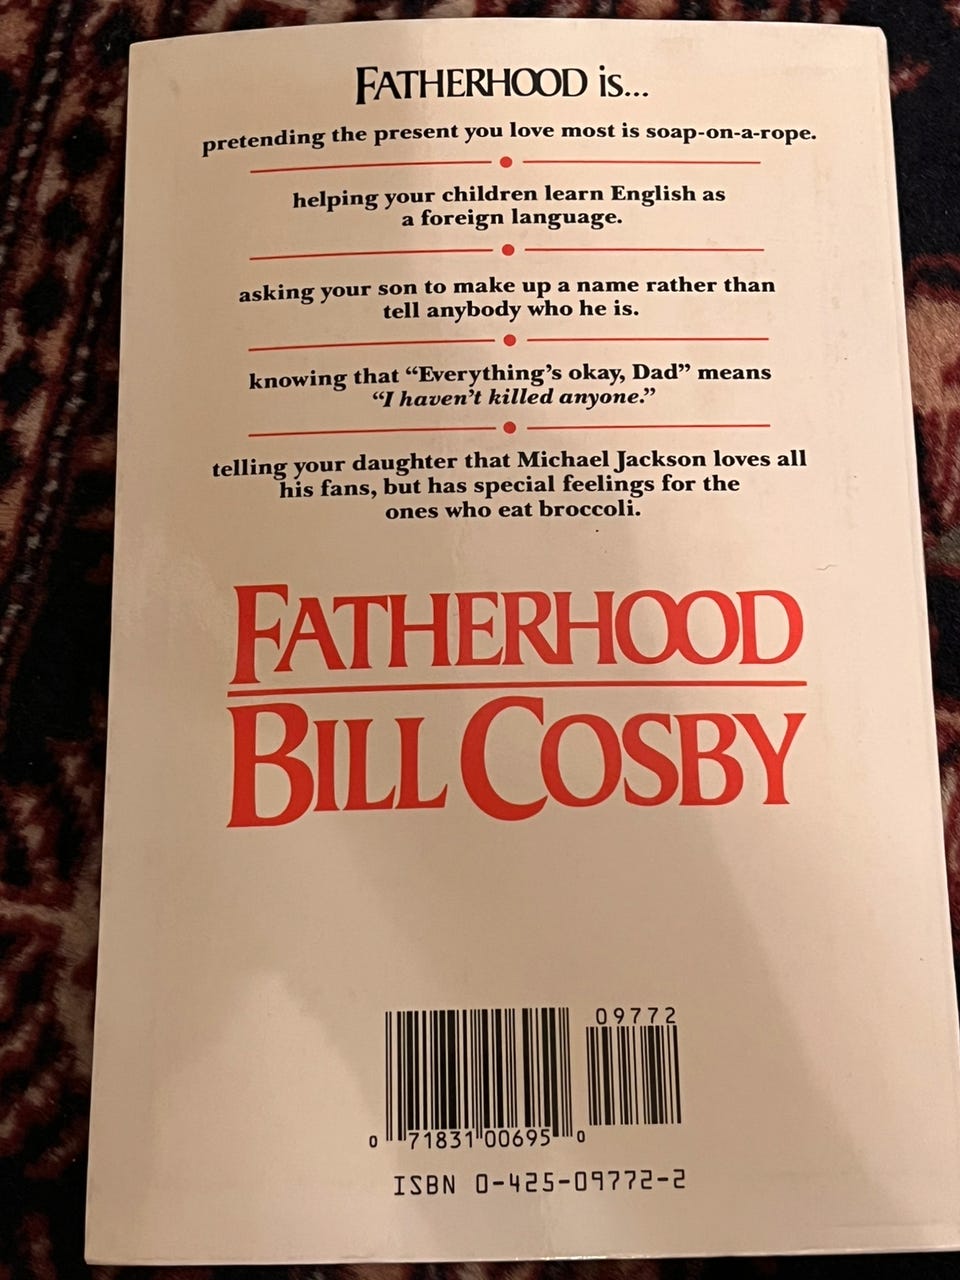 FATHERHOOD is...
pretending the present you love most is soap-on-a-rope.
helping your children learn English as
a foreign language.
asking your son to make up a name rather than
tell anybody who he is.
knowing that “Everything’s okay, Dad” means
“I haven’t killed anyone.”
telling your daughter that Michael Jackson loves all
his fans, but has special feelings for the
ones who eat broccoli.
FATHERHOOD
BILL COSBY
09772
0 71831 00695 0
ISBN 0-425-09772-2